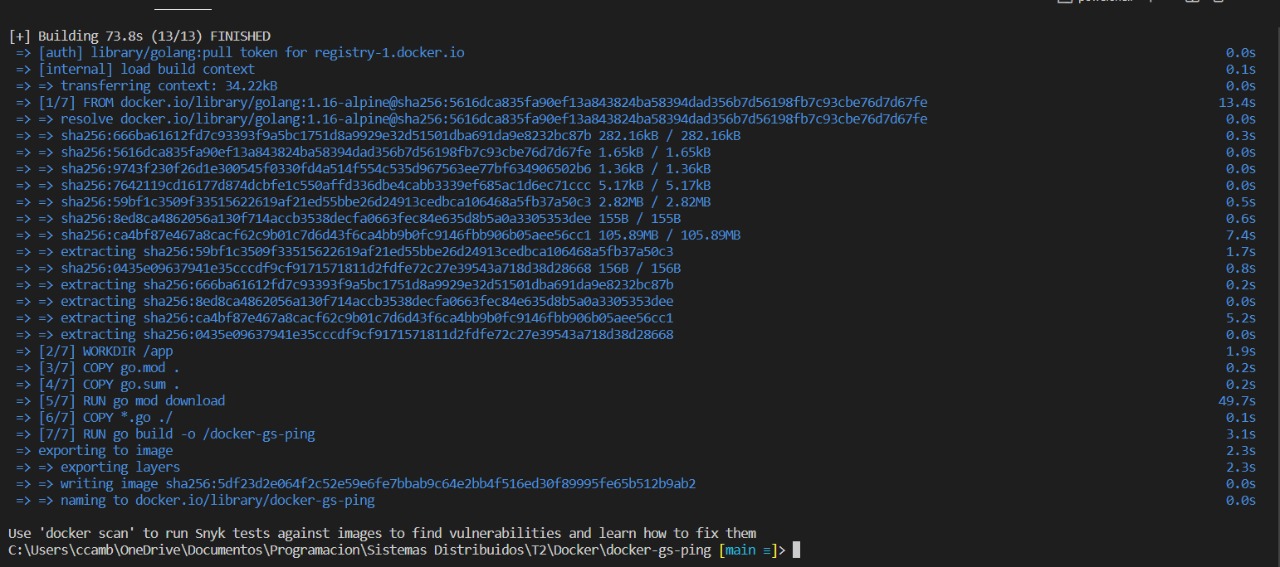 [+] Building 73.8s (13/13) FINISHED
=> [auth] library/golang:pull token for registry-1.docker.io 0.0s
=> [internal] load build context 0.1s
=> => transferring context: 34.22kB 0.0s
=> [1/7] FROM docker.io/library/golang:1.16-alpine@sha256:5616dca835fa90ef13a843824ba58394dad356b7d56198fb7c93cbe76d7d67fe 13.4s
=> => resolve docker.io/library/golang:1.16-alpine@sha256:5616dca835fa90ef13a843824ba58394dad356b7d56198fb7c93cbe76d7d67fe 0.0s
=> => sha256:666ba61612fd7c93393f9a5bc1751d8a9929e32d51501dba691da9e8232bc87b 282.16kB / 282.16kB 0.3s
=> => sha256:5616dca835fa90ef13a843824ba58394dad356b7d56198fb7c93cbe76d7d67fe 1.65kB / 1.65kB 0.0s
=> => sha256:9743f230f26d1e300545f0330fd4a514f554c535d967563ee77bf634906502b6 1.36kB / 1.36kB 0.0s
=> => sha256:7642119cd16177d874dcbfe1c550affd336dbe4cabb3339ef685ac1d6ec71ccc 5.17kB / 5.17kB 0.0s
=> => sha256:59bf1c3509f33515622619af21ed55bbe26d24913cedbca106468a5fb37a50c3 2.82MB / 2.82MB 0.5s
=> => sha256:8ed8ca4862056a130f714accb3538decfa0663fec84e635d8b5a0a3305353dee 155B / 155B 0.6s
=> => sha256:ca4bf87e467a8cacf62c9b01c7d6d43f6ca4bb9b0fc9146fbb906b05aee56cc1 105.89MB / 105.89MB 7.4s
=> => extracting sha256:59bf1c3509f33515622619af21ed55bbe26d24913cedbca106468a5fb37a50c3 1.7s
=> => sha256:0435e09637941e35cccdf9cf9171571811d2fdfe72c27e39543a718d38d28668 156B / 156B 0.8s
=> => extracting sha256:666ba61612fd7c93393f9a5bc1751d8a9929e32d51501dba691da9e8232bc87b 0.2s
=> => extracting sha256:8ed8ca4862056a130f714accb3538decfa0663fec84e635d8b5a0a3305353dee 0.0s
=> => extracting sha256:ca4bf87e467a8cacf62c9b01c7d6d43f6ca4bb9b0fc9146fbb906b05aee56cc1 5.2s
=> => extracting sha256:0435e09637941e35cccdf9cf9171571811d2fdfe72c27e39543a718d38d28668 0.0s
=> [2/7] WORKDIR /app 1.9s
=> [3/7] COPY go.mod . 0.2s
=> [4/7] COPY go.sum . 0.2s
=> [5/7] RUN go mod download 49.7s
=> [6/7] COPY *.go ./ 0.1s
=> [7/7] RUN go build -o /docker-gs-ping 3.1s
=> exporting to image 2.3s
=> => exporting layers 2.3s
=> => writing image sha256:5df23d2e064f2c52e59e6fe7bbab9c64e2bb4f516ed30f89995fe65b512b9ab2 0.0s
=> => naming to docker.io/library/docker-gs-ping 0.0s
Use 'docker scan' to run Snyk tests against images to find vulnerabilities and learn how to fix them
C:\Users\ccamb\OneDrive\Documentos\Programacion\Sistemas Distribuidos\T2\Docker\docker-gs-ping [main ≡]>